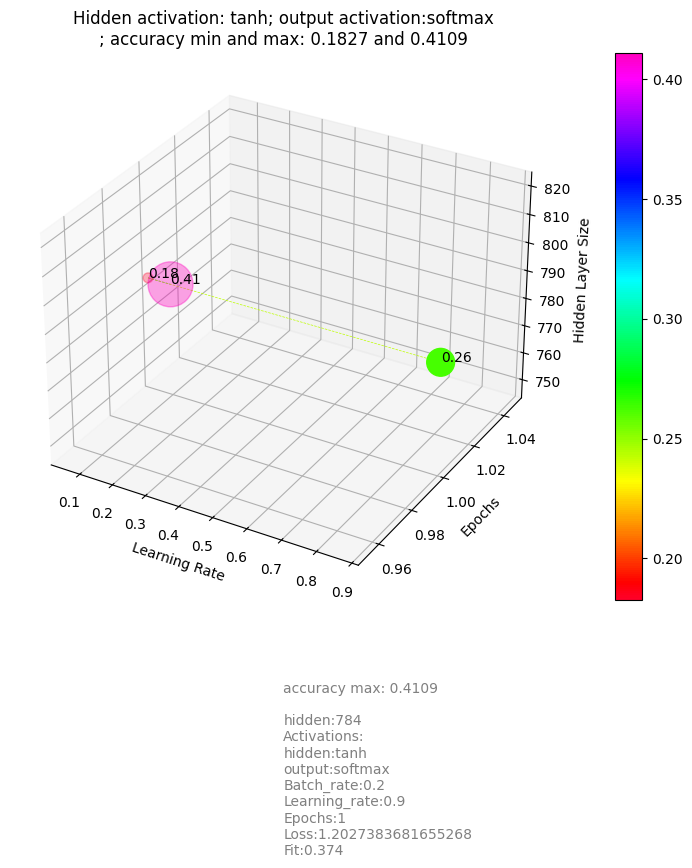 Hidden activation: tanh; output activation:softmax
; accuracy min and max: 0.1827 and 0.4109
0.40
0.35
0.30
0.25
0.20
820
810
800
790
780
770
760
750
Hidden Layer Size
0.18
0.41
0.26
1.04
1.02
1.00
0.98
0.96
Epochs
0.1
0.2
0.3
0.4
0.5
0.6
0.7
0.8
0.9
Learning Rate
accuracy max: 0.4109
hidden:784
Activations:
hidden:tanh
output:softmax
Batch_rate:0.2
Learning_rate:0.9
Epochs:1
Loss:1.2027383681655268
Fit:0.374